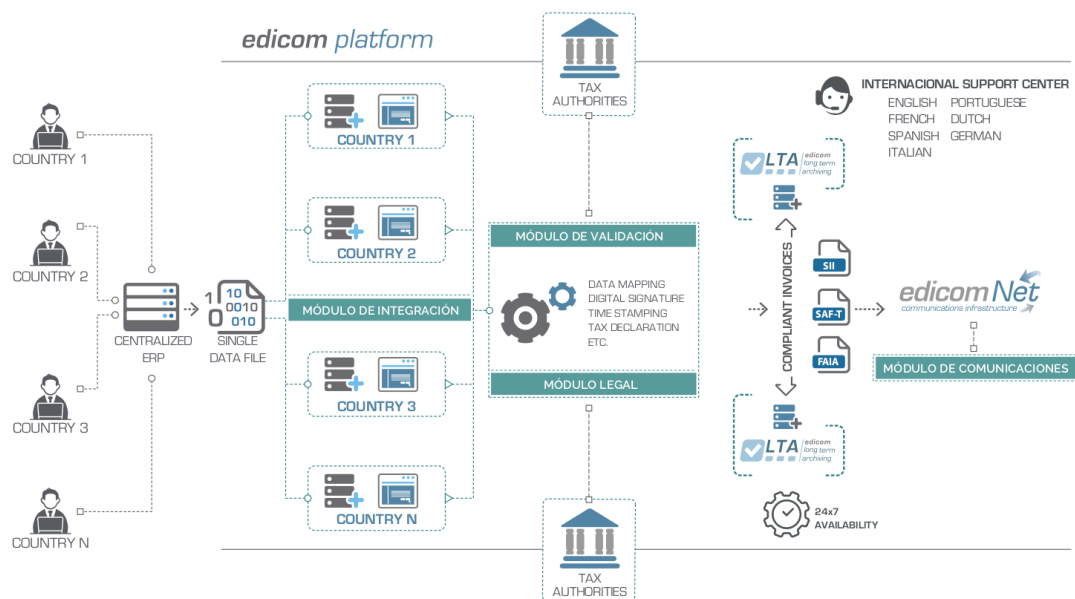 edicom platform
TAX
AUTHORITIES
INTERNACIONAL SUPPORT CENTER
ENGLISH PORTUGUESE
FRENCH DUTCH
SPANISH GERMAN
ITALIAN
COUNTRY 1
COUNTRY 2
COUNTRY 3
COUNTRY N
CENTRALIZED
ERP
1
0
10
0010
010
SINGLE
DATA FILE
COUNTRY 1
COUNTRY 2
MÓDULO DE INTEGRACIÓN
COUNTRY 3
COUNTRY N
MÓDULO DE VALIDACIÓN
DATA MAPPING
DIGITAL SIGNATURE
TIME STAMPING
TAX DECLARATION
ETC.
MÓDULO LEGAL
TAX
AUTHORITIES
LTA edicom
long term
archiving
COMPLIANT INVOICES
SII
SAF-T
FAIA
LTA edicom
long term
archiving
edicom Net
communications infrastructure
MÓDULO DE COMUNICACIONES
24x7
AVAILABILITY